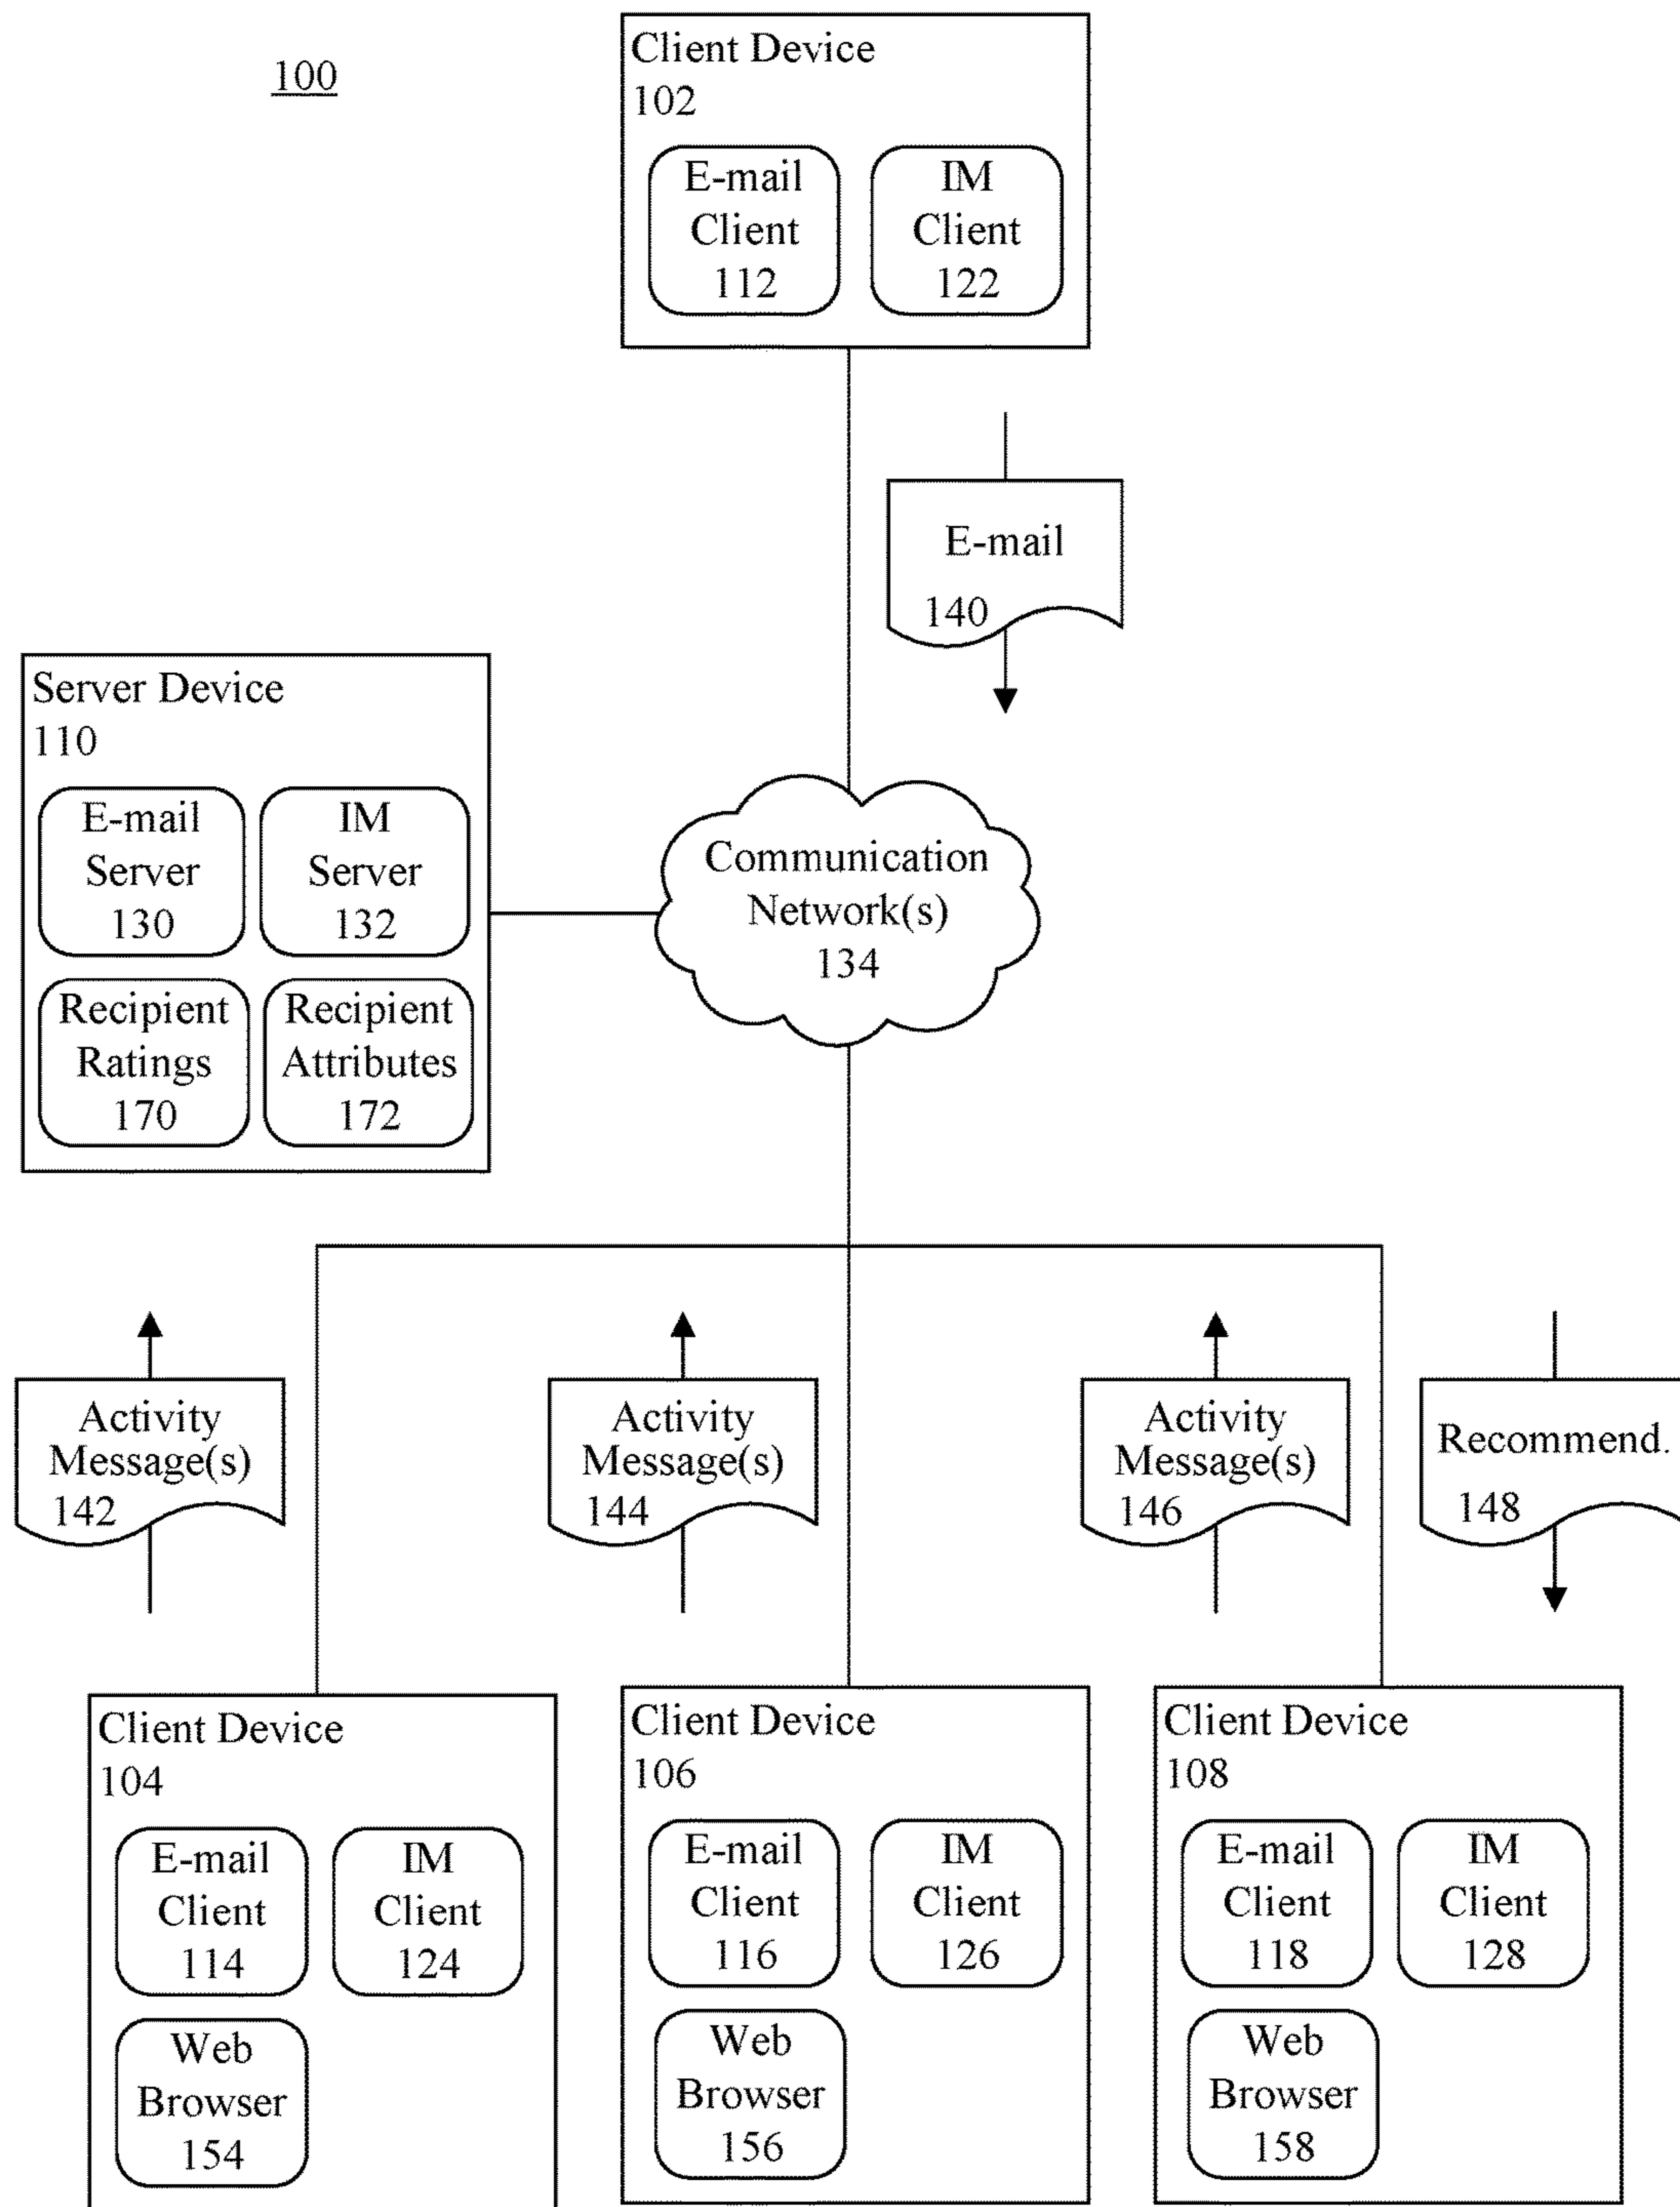 100
Client Device
102
E-mail
Client
112
IM
Client
122
E-mail
140
Server Device
110
E-mail
Server
130
IM
Server
132
Recipient
Ratings
170
Recipient
Attributes
172
Communication
Network(s)
134
Activity
Message(s)
142
Activity
Message(s)
144
Activity
Message(s)
146
Recommend.
148
Client Device
104
E-mail
Client
114
IM
Client
124
Web
Browser
154
Client Device
106
E-mail
Client
116
IM
Client
126
Web
Browser
156
Client Device
108
E-mail
Client
118
IM
Client
128
Web
Browser
158